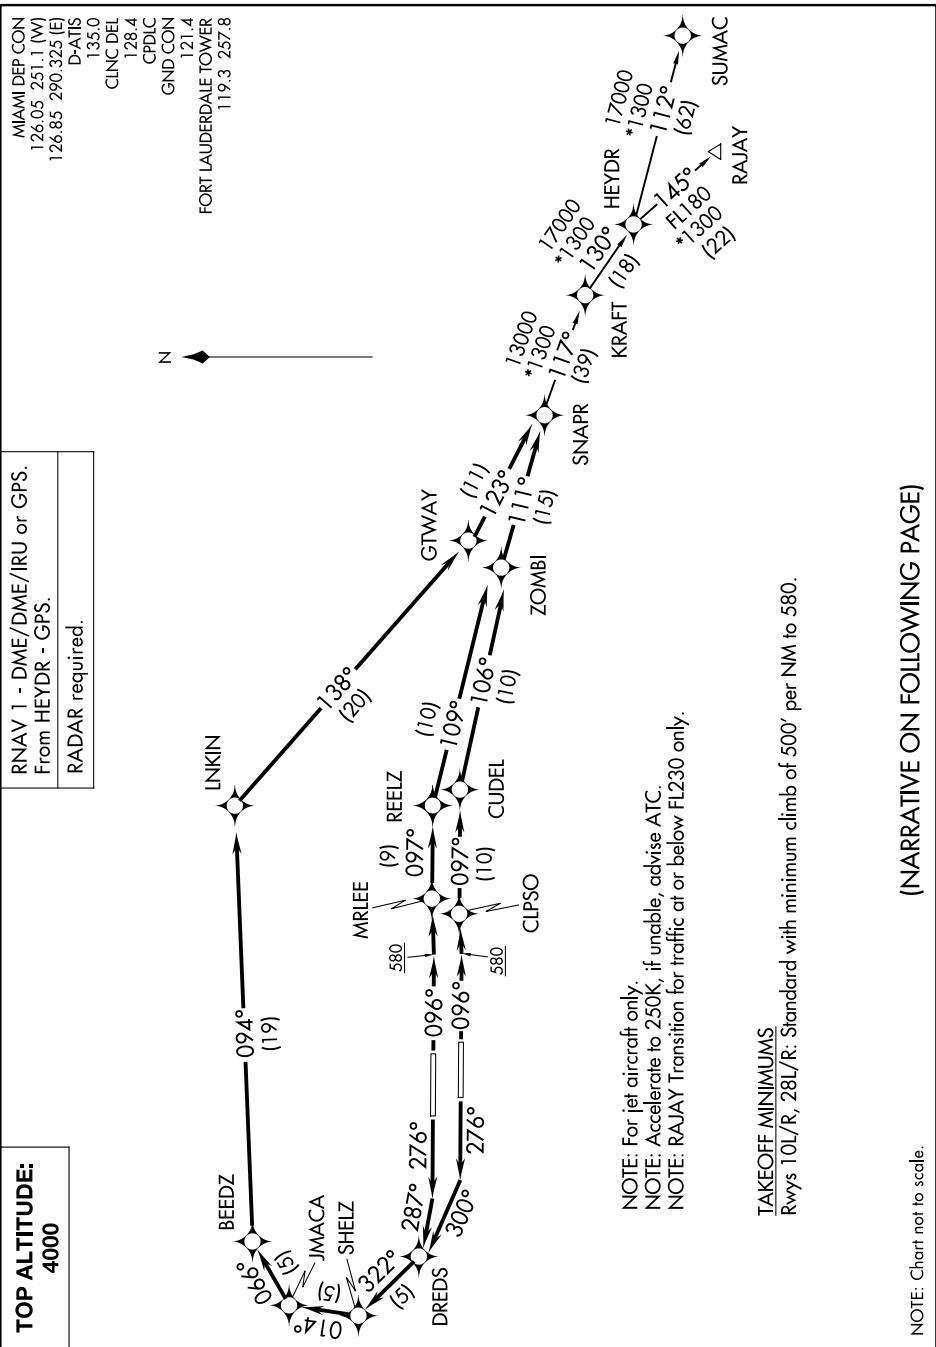 TOP ALTITUDE:
4000
RNAV 1 - DME/DME/IRU or GPS.
From HEYDR - GPS.
RADAR required.
MIAMI DEP CON
126.05 251.1 (W)
126.85 290.325 (E)
D-ATIS
135.0
CLNC DEL
128.4
CPDLC
GND CON
121.4
FORT LAUDERDALE TOWER
119.3 257.8
N
BEEDZ
066°
(5)
JMACA
SHELZ
014°
(5)
322°
(5)
DREDS
287°
276°
300°
276°
094°
(19)
LNKIN
138°
(20)
GTWAY
(11)
123°
096°
580
MRLEE
(9)
097°
REELZ
(10)
109°
096°
580
CLPSO
097°
(10)
CUDEL
106°
(10)
ZOMBI
111°
(15)
SNAPR
13000
*1300
117°
(39)
KRAFT
17000
*1300
130°
(18)
HEYDR
17000
*1300
112°
(62)
SUMAC
145°
FL180
*1300
(22)
RAJAY
NOTE: For jet aircraft only.
NOTE: Accelerate to 250K, if unable, advise ATC.
NOTE: RAJAY Transition for traffic at or below FL230 only.
TAKEOFF MINIMUMS
Rwys 10L/R, 28L/R: Standard with minimum climb of 500' per NM to 580.
(NARRATIVE ON FOLLOWING PAGE)
NOTE: Chart not to scale.